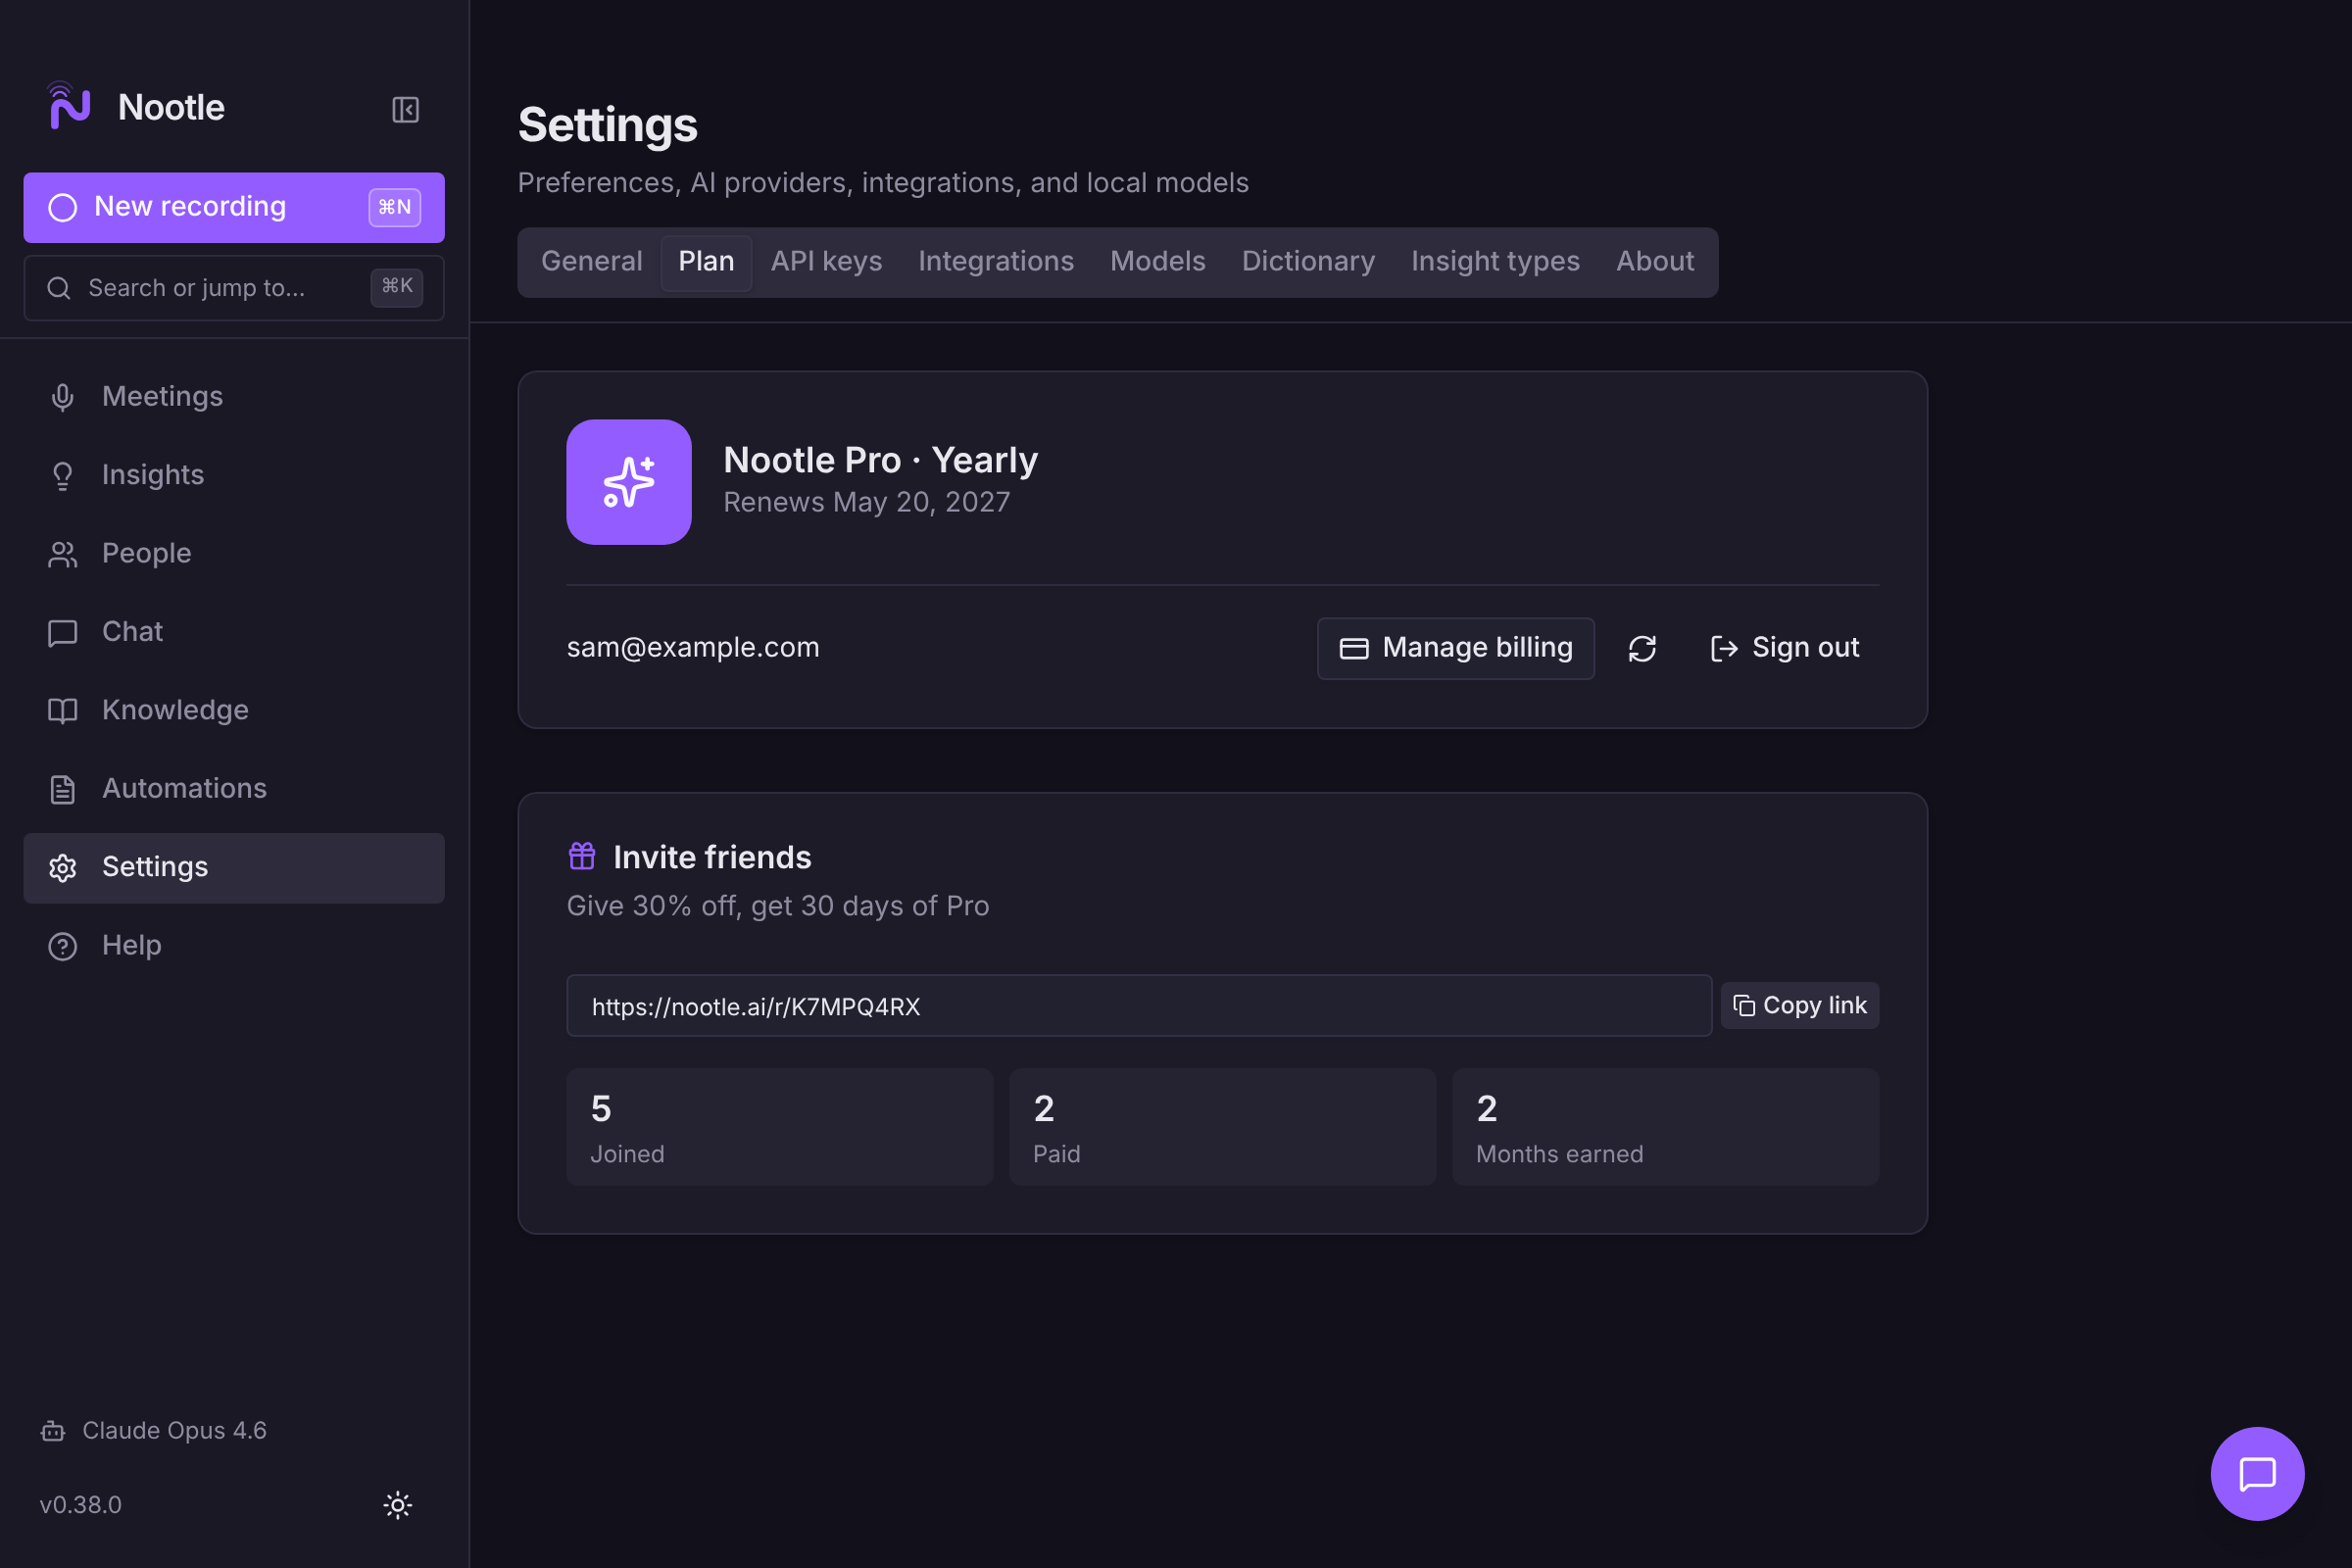 Nootle
New recording ⌘N
Search or jump to... ⌘K
Meetings
Insights
People
Chat
Knowledge
Automations
Settings
Help
Claude Opus 4.6
v0.38.0
Settings
Preferences, AI providers, integrations, and local models
General Plan API keys Integrations Models Dictionary Insight types About
Nootle Pro · Yearly
Renews May 20, 2027
sam@example.com Manage billing Sign out
Invite friends
Give 30% off, get 30 days of Pro
https://nootle.ai/r/K7MPQ4RX Copy link
5 2 2
Joined Paid Months earned